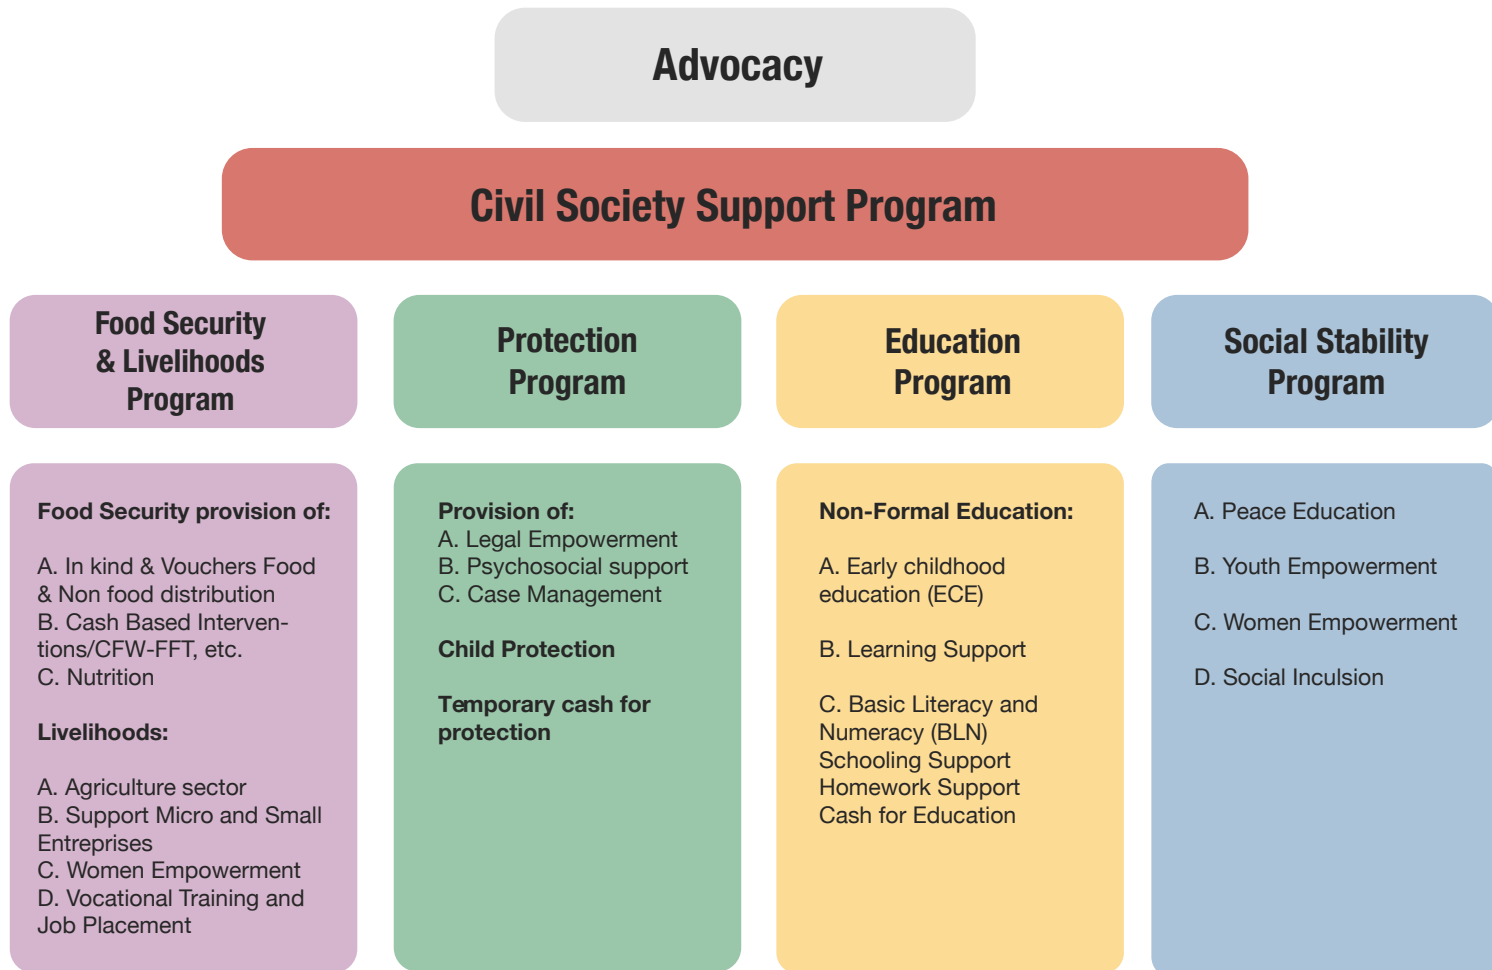 Advocacy
Civil Society Support Program
Food Security
& Livelihoods
Program
Protection
Program
Education
Program
Social Stability
Program
Food Security provision of:
A. In kind & Vouchers Food
& Non food distribution
B. Cash Based Interven-
tions/CFW-FFT, etc.
C. Nutrition
Livelihoods:
A. Agriculture sector
B. Support Micro and Small
Entreprises
C. Women Empowerment
D. Vocational Training and
Job Placement
Provision of:
A. Legal Empowerment
B. Psychosocial support
C. Case Management
Child Protection
Temporary cash for
protection
Non-Formal Education:
A. Early childhood
education (ECE)
B. Learning Support
C. Basic Literacy and
Numeracy (BLN)
Schooling Support
Homework Support
Cash for Education
A. Peace Education
B. Youth Empowerment
C. Women Empowerment
D. Social Inculsion